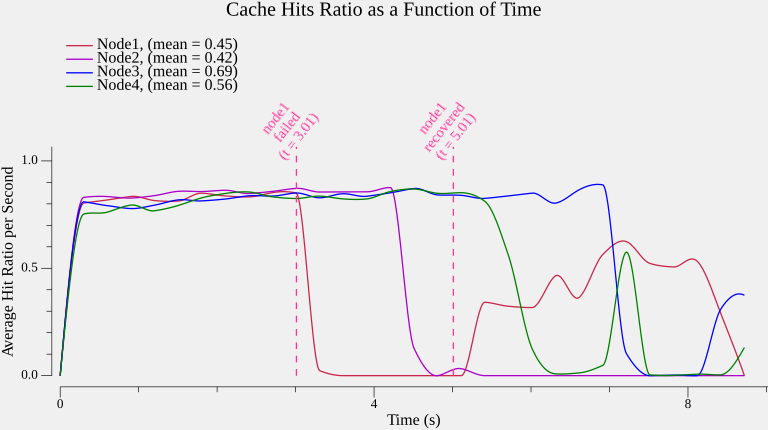 Cache Hits Ratio as a Function of Time
Node1, (mean = 0.45)
Node2, (mean = 0.42)
Node3, (mean = 0.69)
Node4, (mean = 0.56)
node1
failed
(t = 3.01)
node1
recovered
(t = 5.01)
Average Hit Ratio per Second
1.0
0.5
0.0
0
4
8
Time (s)